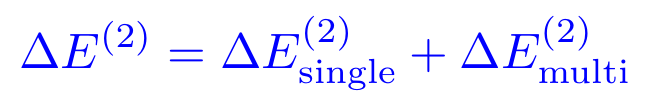 ΔE^{(2)} = ΔE^{(2)}_{single} + ΔE^{(2)}_{multi}